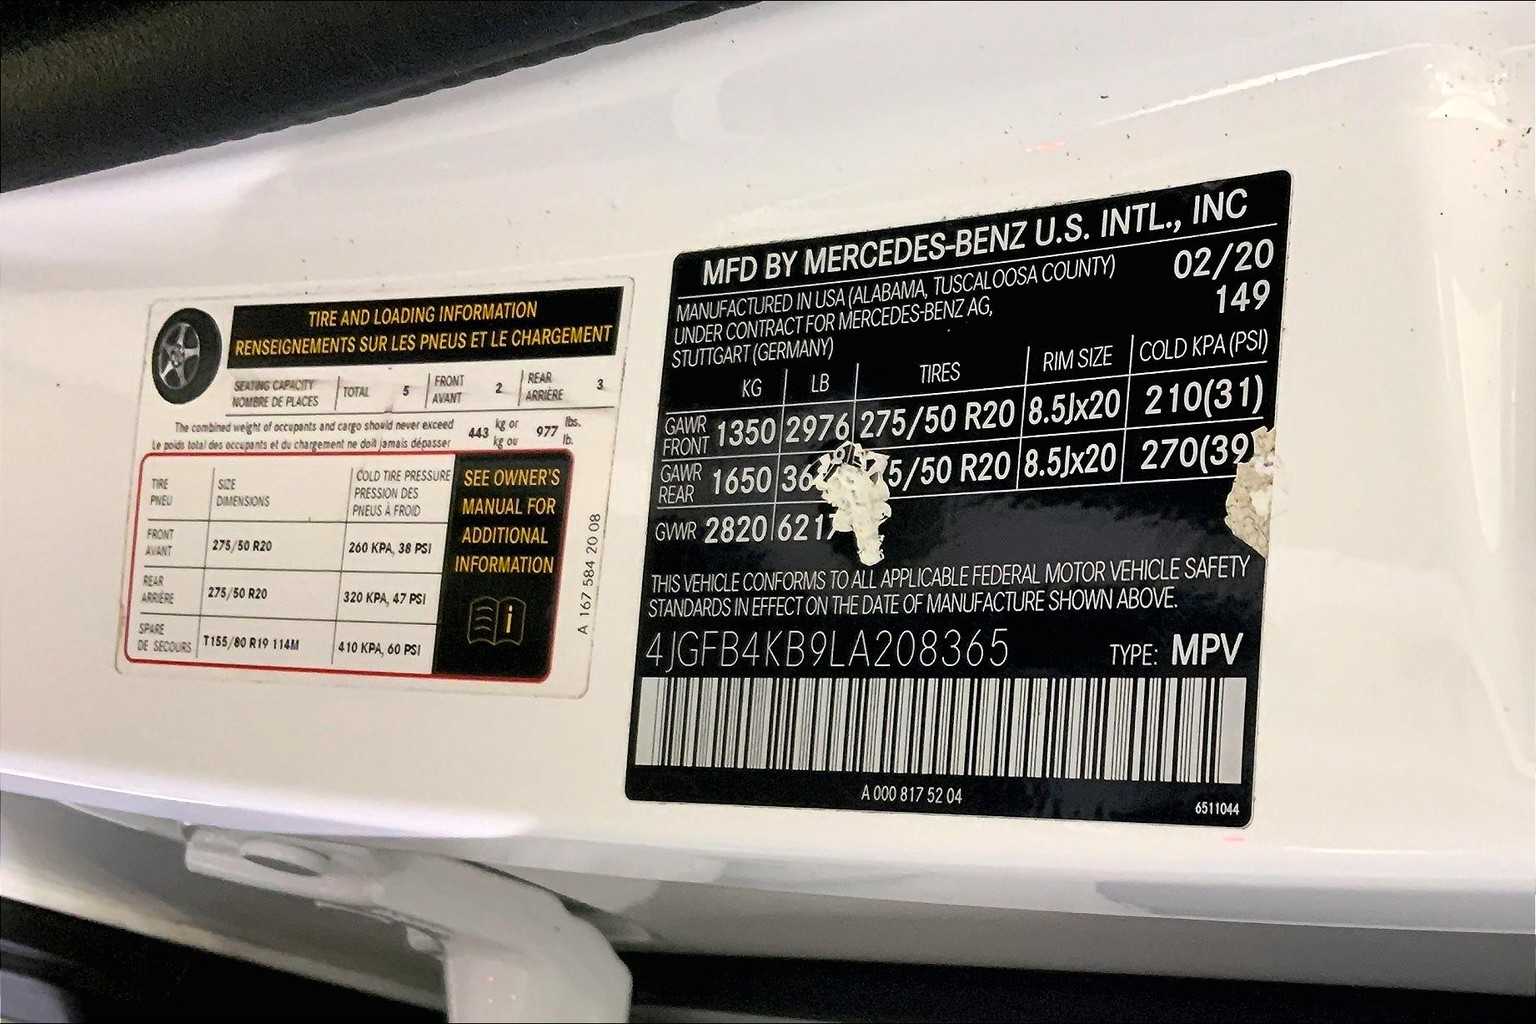 TIRE AND LOADING INFORMATION
RENSEIGNEMENTS SUR LES PNEUS ET LE CHARGEMENT
SEATING CAPACITY TOTAL 5 FRONT 2 REAR 3
NOMBRE DE PLACES AVANT ARRIÈRE
The combined weight of occupants and cargo should never exceed 443 kg or 977 lbs.
Le poids total des occupants et du chargement ne doit jamais dépasser kg ou lb.
TIRE SIZE COLD TIRE PRESSURE
PNEU DIMENSIONS PRESSION DES
PNEUS À FROID
FRONT
AVANT 275/50 R20 260 KPA, 38 PSI
REAR
ARRIÈRE 275/50 R20 320 KPA, 47 PSI
SPARE
DE SECOURS T155/80 R19 114M 410 KPA, 60 PSI
SEE OWNER'S
MANUAL FOR
ADDITIONAL
INFORMATION
A 167 584 20 08
MFD BY MERCEDES-BENZ U.S. INTL., INC
MANUFACTURED IN USA (ALABAMA, TUSCALOOSA COUNTY) 02/20
UNDER CONTRACT FOR MERCEDES-BENZ AG, 149
STUTTGART (GERMANY)
KG LB TIRES RIM SIZE COLD KPA (PSI)
GAWR FRONT 1350 2976 275/50 R20 8.5Jx20 210(31)
GAWR REAR 1650 5/50 R20 8.5Jx20 270(39
GVWR 2820 6217
THIS VEHICLE CONFORMS TO ALL APPLICABLE FEDERAL MOTOR VEHICLE SAFETY
STANDARDS IN EFFECT ON THE DATE OF MANUFACTURE SHOWN ABOVE.
4JGFB4KB9LA208365 TYPE: MPV
A 000 817 52 04
6511044